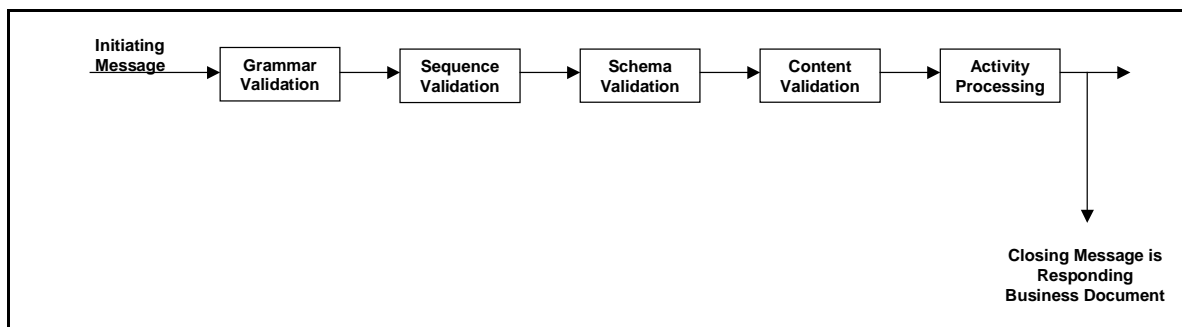 Initiating
Message
Grammar
Validation
Sequence
Validation
Schema
Validation
Content
Validation
Activity
Processing
Closing Message is
Responding
Business Document